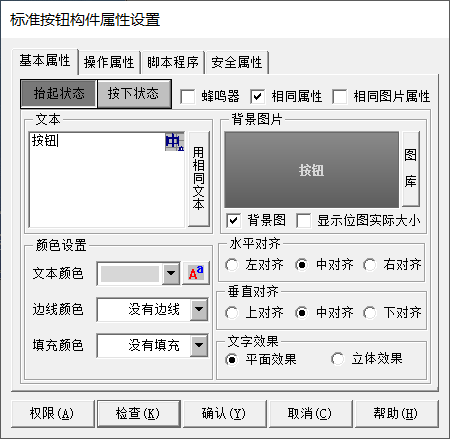 标准按钮构件属性设置
基本属性 操作属性 脚本程序 安全属性
抬起状态 按下状态 蜂鸣器 相同属性 相同图片属性
文本
按钮
中
用相同文本
背景图片
按钮
图库
背景图 显示位图实际大小
颜色设置
文本颜色 Aa
边线颜色 没有边线
填充颜色 没有填充
水平对齐
左对齐 中对齐 右对齐
垂直对齐
上对齐 中对齐 下对齐
文字效果
平面效果 立体效果
权限(A) 检查(K) 确认(Y) 取消(C) 帮助(H)